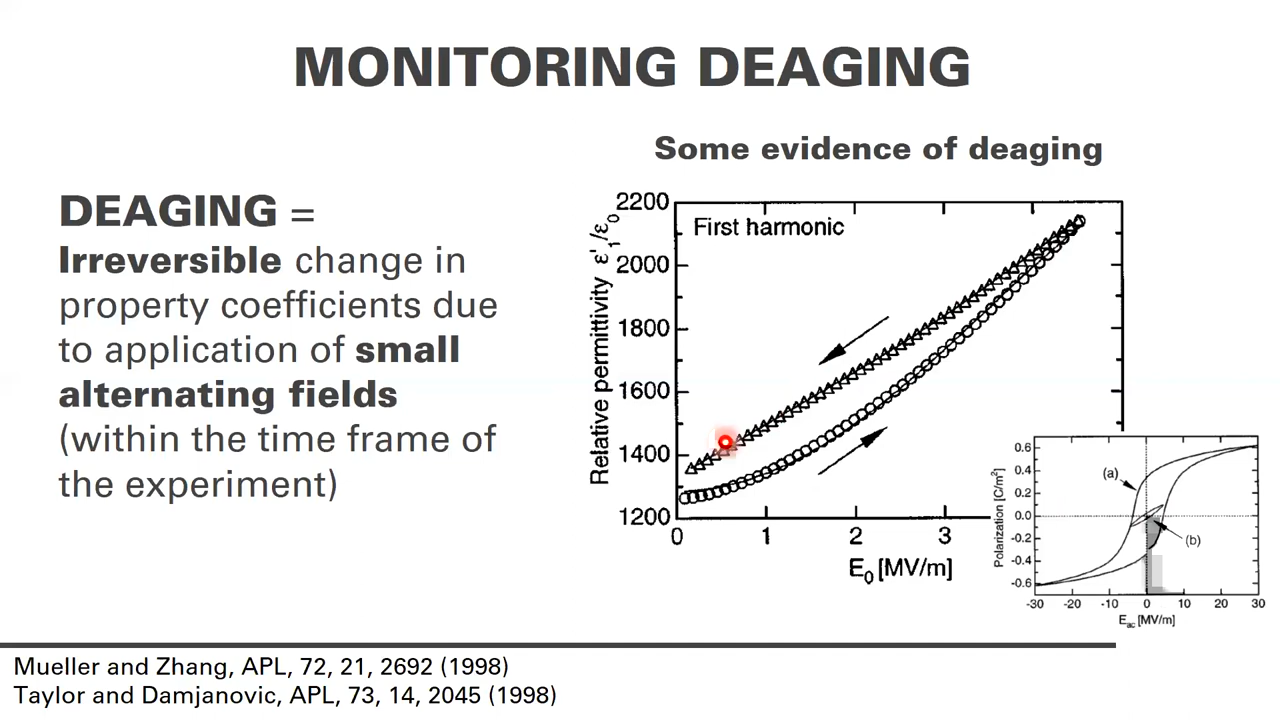 MONITORING DEAGING
DEAGING =
Irreversible change in
property coefficients due
to application of small
alternating fields
(within the time frame of
the experiment)
Some evidence of deaging
First harmonic
Relative permittivity ε'₁/ε₀
2200
2000
1800
1600
1400
1200
0 1 2 3
E₀ [MV/m]
Polarization [C/m²]
0.6
0.4
0.2
0.0
-0.2
-0.4
-0.6
(a)
(b)
-30 -20 -10 0 10 20 30
Eac [MV/m]
Mueller and Zhang, APL, 72, 21, 2692 (1998)
Taylor and Damjanovic, APL, 73, 14, 2045 (1998)